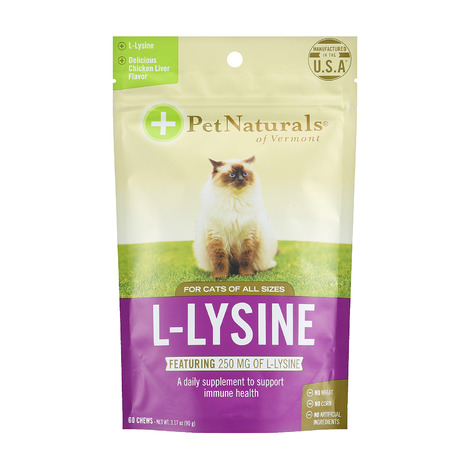 L-Lysine
Delicious
Chicken Liver
Flavor
MANUFACTURED
IN THE
U.S.A
PetNaturals®
of Vermont
FOR CATS OF ALL SIZES
L-LYSINE
FEATURING 250 MG OF L-LYSINE
A daily supplement to support
immune health
NO WHEAT
NO CORN
NO ARTIFICIAL
INGREDIENTS
60 CHEWS • NET WT. 3.17 oz (90 g)